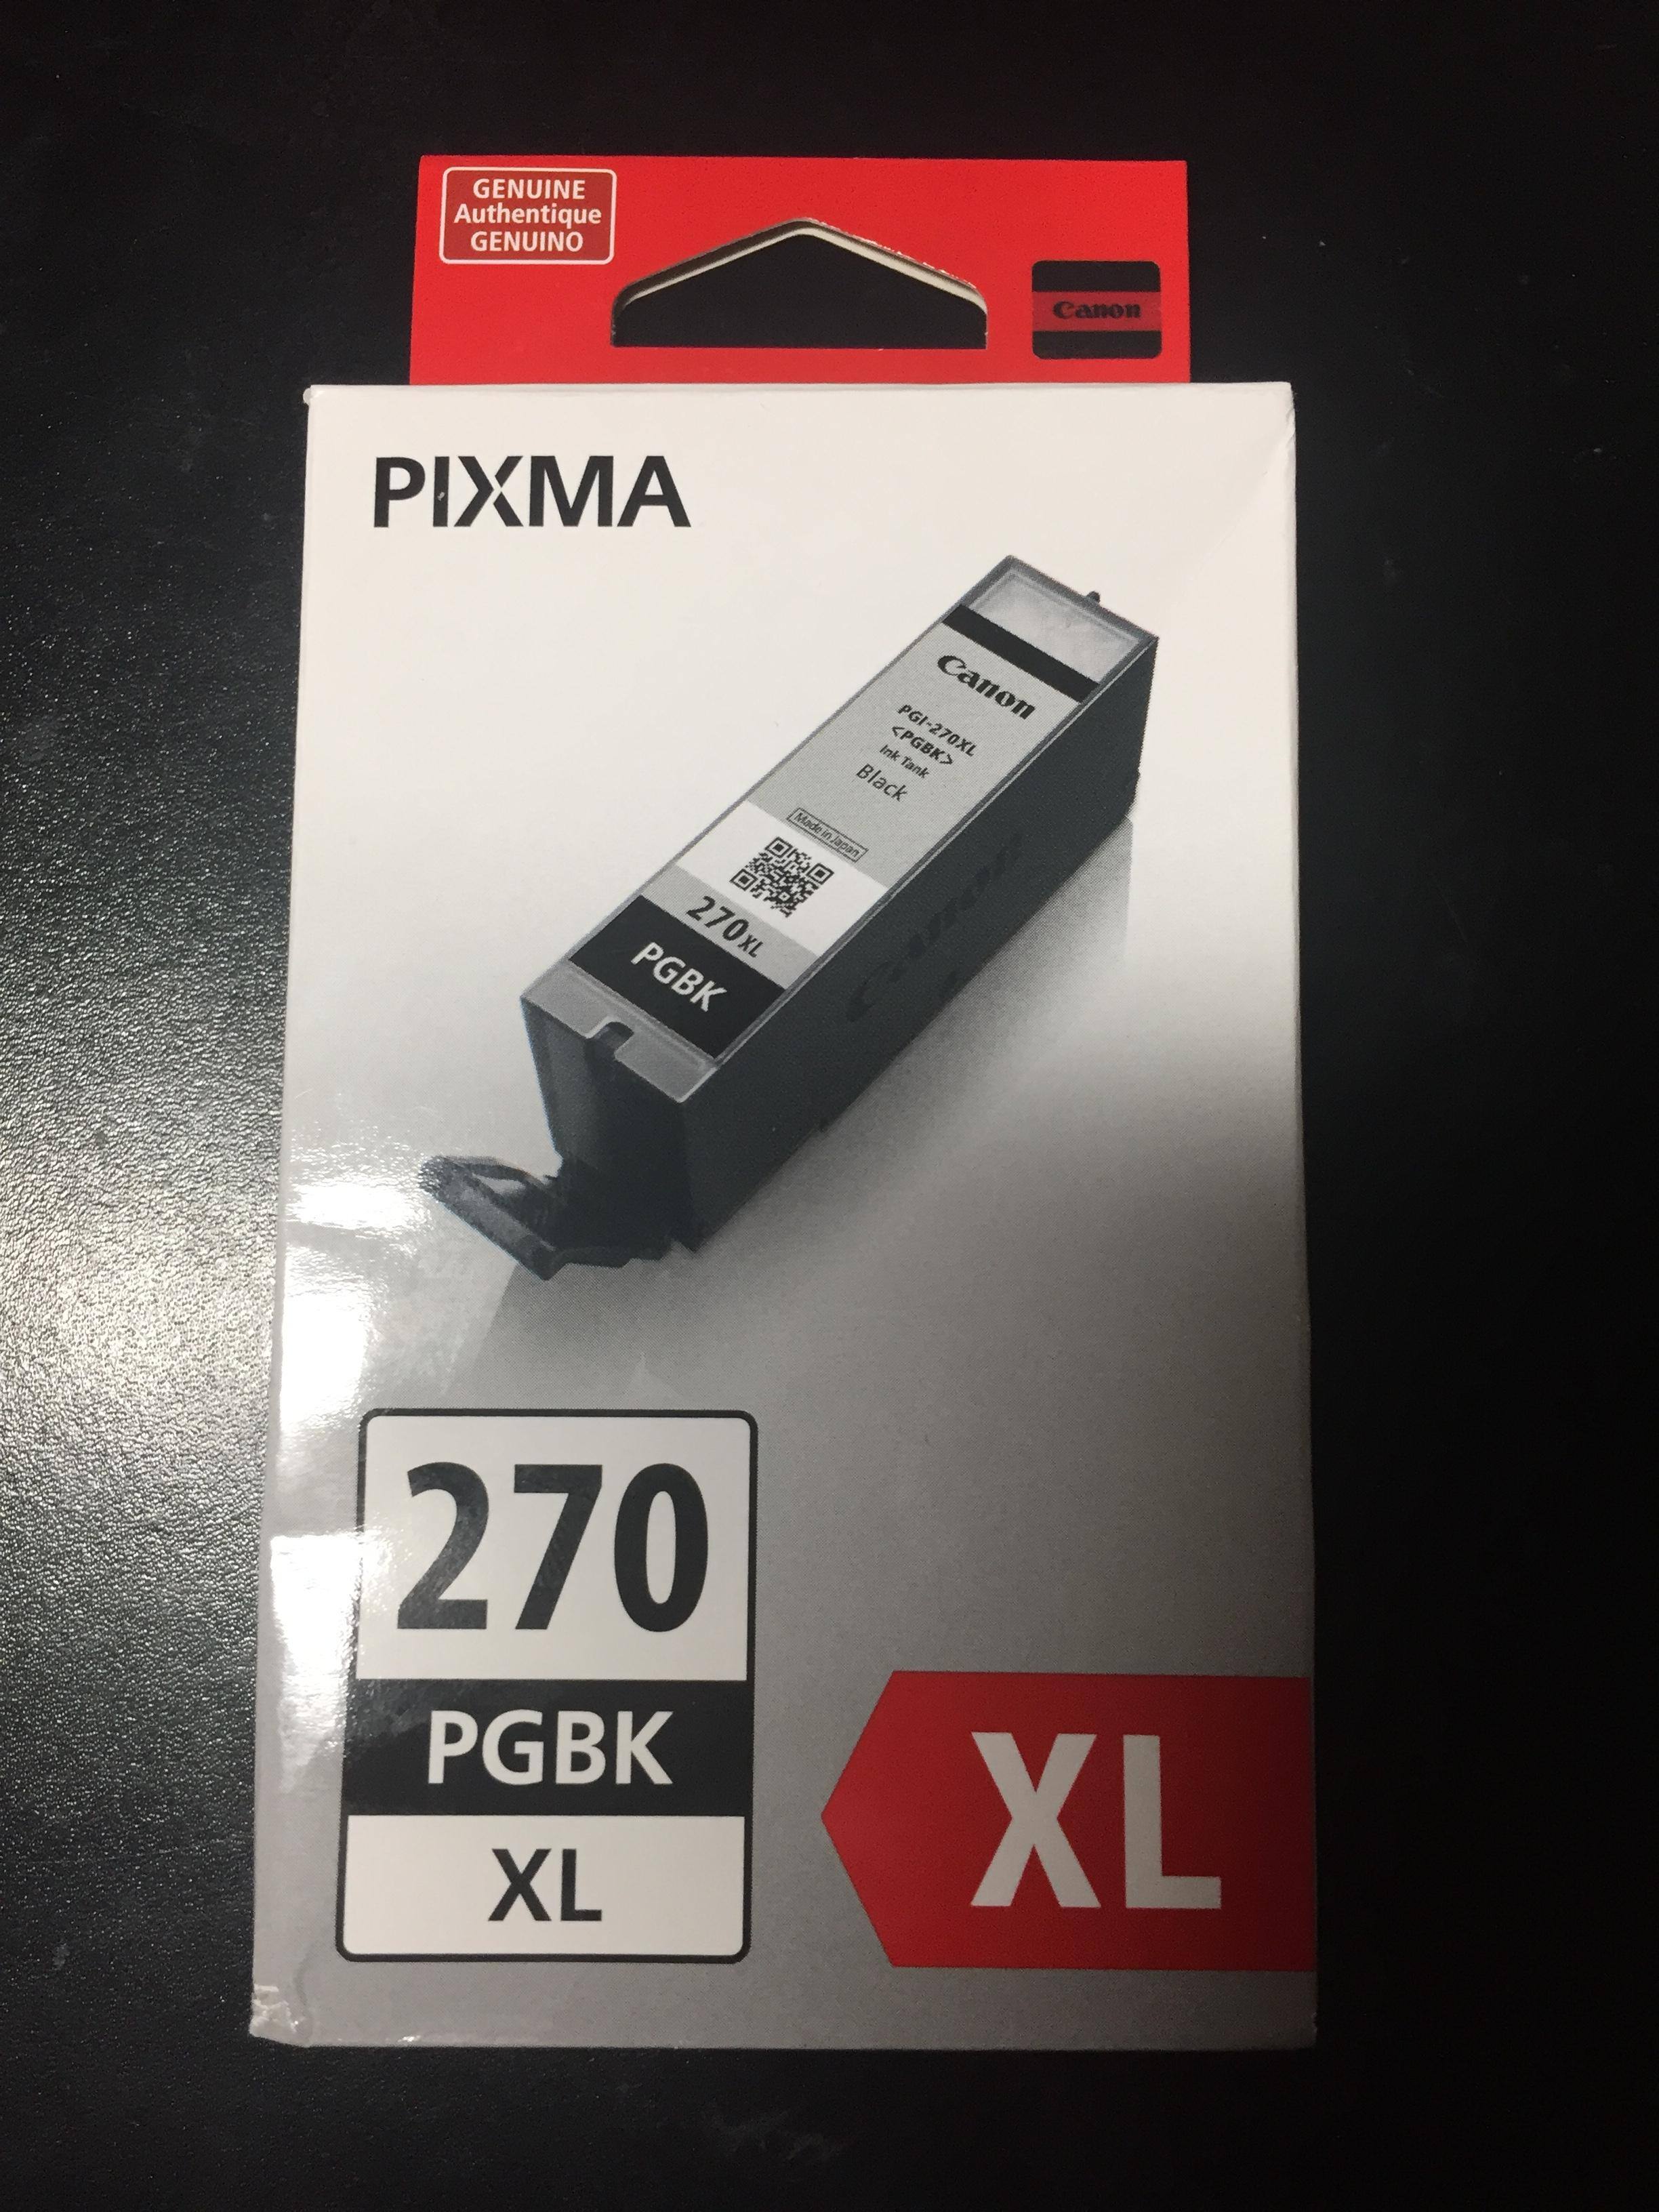 GENUINE
Authentique
GENUINO
Canon
PIXMA
Canon
PGI-270XL
<PGBK>
Ink Tank
Black
Made in Japan
270XL
PGBK
Canon
270
PGBK
XL
XL